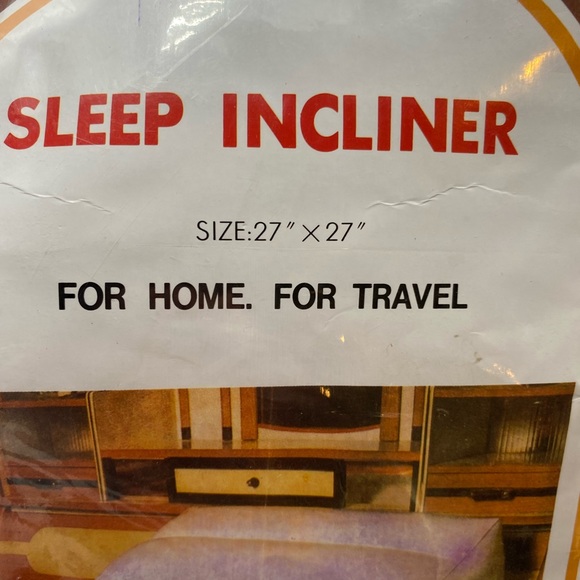 SLEEP INCLINER
SIZE:27″×27″
FOR HOME. FOR TRAVEL